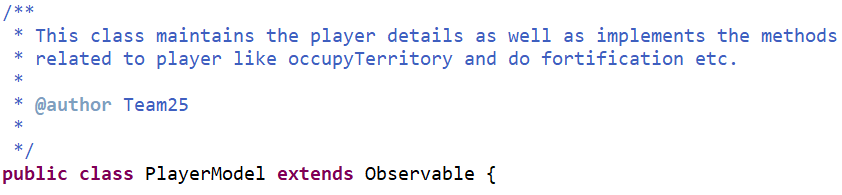 /**
 * This class maintains the player details as well as implements the methods
 * related to player like occupyTerritory and do fortification etc.
 *
 * @author Team25
 *
 */
public class PlayerModel extends Observable {